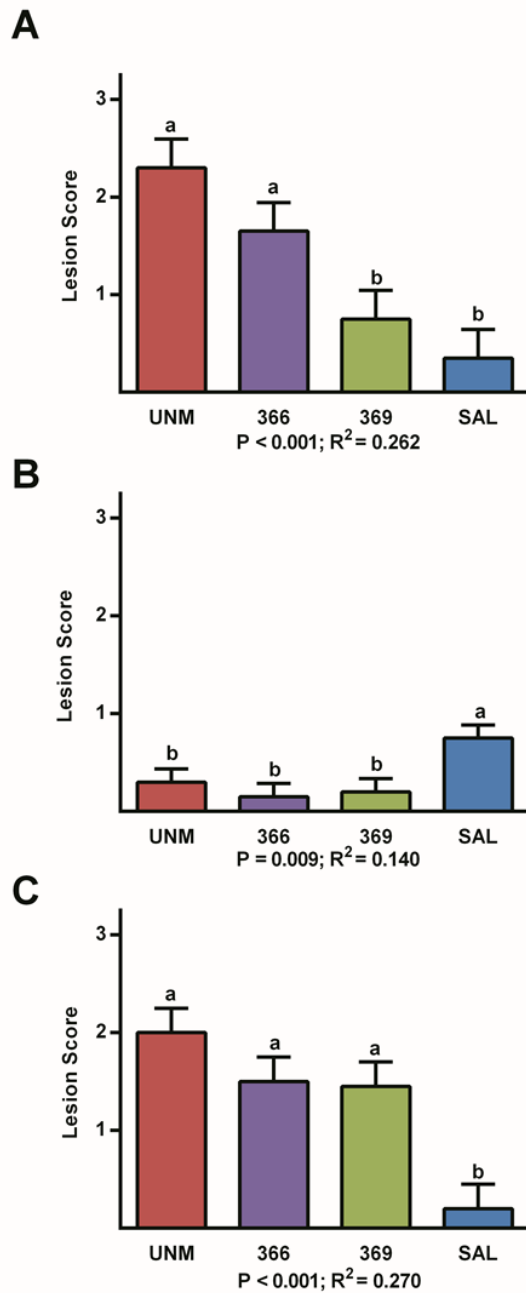 A
3
2
1
Lesion Score
a
a
b
b
UNM 366 369 SAL
P < 0.001; R² = 0.262
B
3
2
1
Lesion Score
b
b
b
a
UNM 366 369 SAL
P = 0.009; R² = 0.140
C
3
2
1
Lesion Score
a
a
a
b
UNM 366 369 SAL
P < 0.001; R² = 0.270